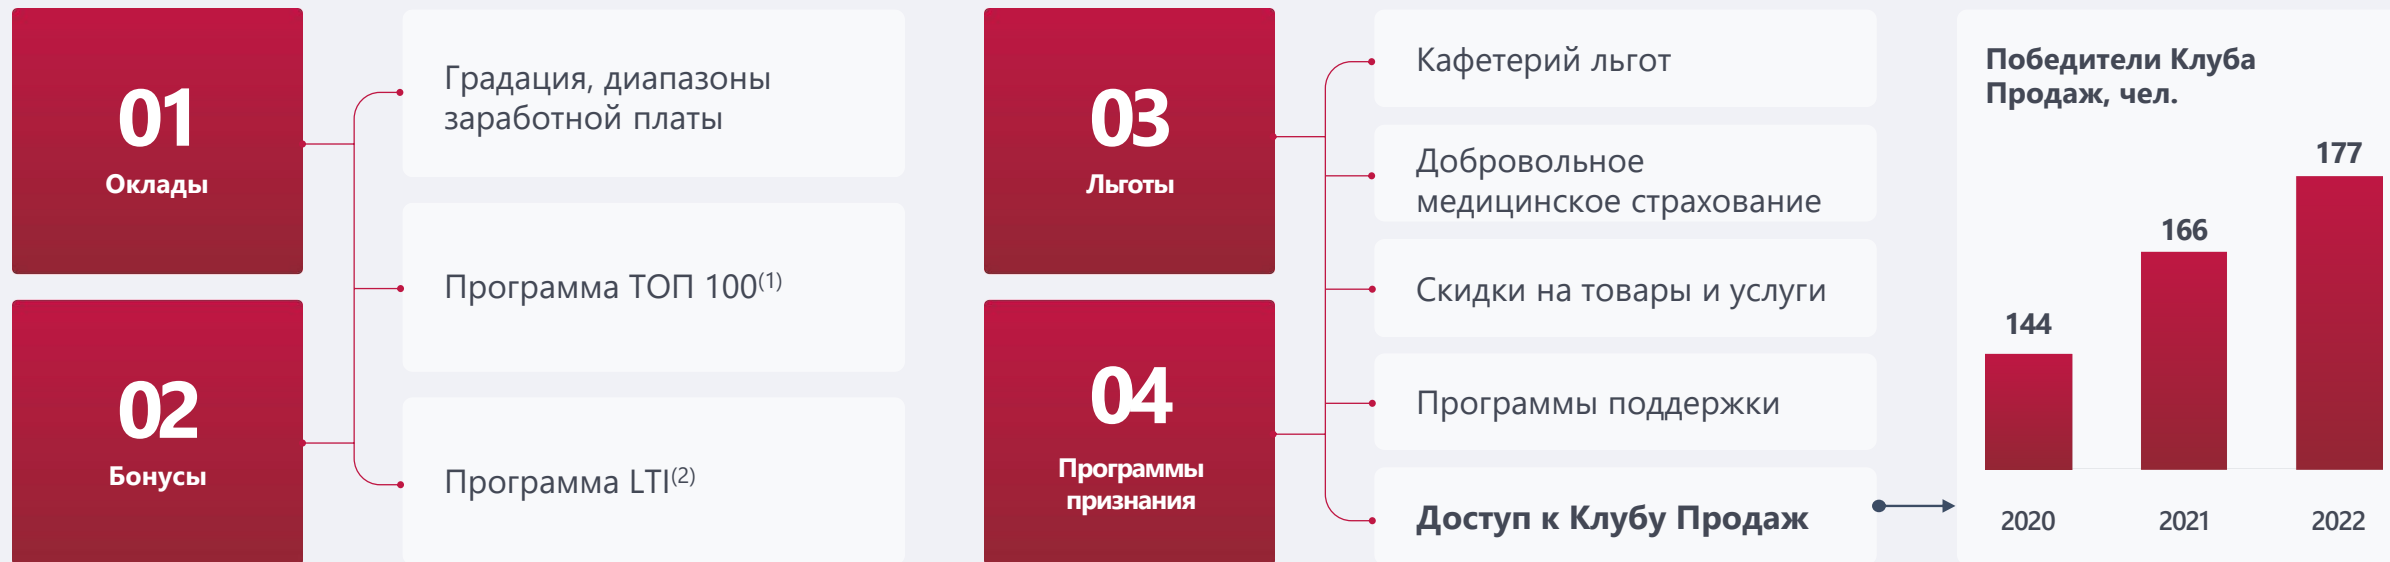 01
Оклады
Градация, диапазоны
заработной платы
02
Бонусы
Программа ТОП 100(1)
Программа LTI(2)
03
Льготы
04
Программы
признания
Кафетерий льгот
Добровольное
медицинское страхование
Скидки на товары и услуги
Программы поддержки
Доступ к Клубу Продаж
Победители Клуба
Продаж, чел.
144
166
177
2020
2021
2022